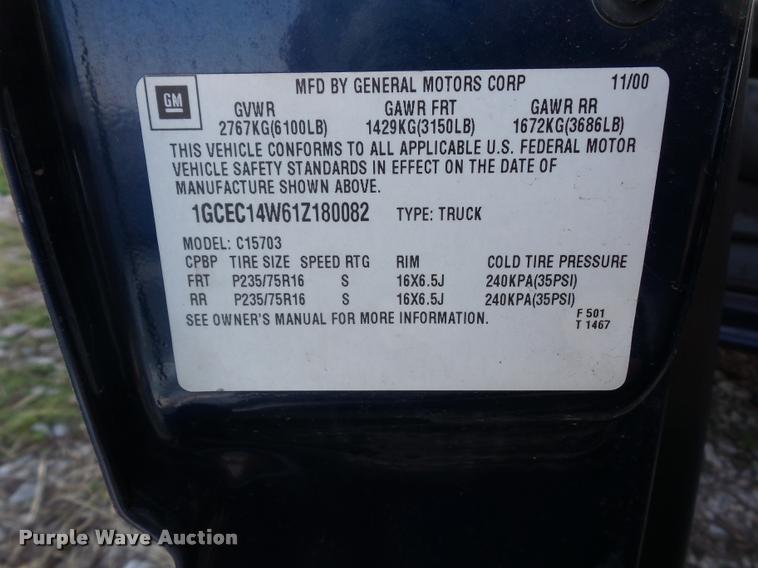 MFD BY GENERAL MOTORS CORP 11/00
GM
GVWR GAWR FRT GAWR RR
2767KG(6100LB) 1429KG(3150LB) 1672KG(3686LB)
THIS VEHICLE CONFORMS TO ALL APPLICABLE U.S. FEDERAL MOTOR
VEHICLE SAFETY STANDARDS IN EFFECT ON THE DATE OF
MANUFACTURE SHOWN ABOVE.
1GCEC14W61Z180082 TYPE: TRUCK
MODEL: C15703
CPBP TIRE SIZE SPEED RTG RIM COLD TIRE PRESSURE
FRT P235/75R16 S 16X6.5J 240KPA(35PSI)
RR P235/75R16 S 16X6.5J 240KPA(35PSI)
SEE OWNER'S MANUAL FOR MORE INFORMATION. F 501
T 1467
Purple Wave Auction